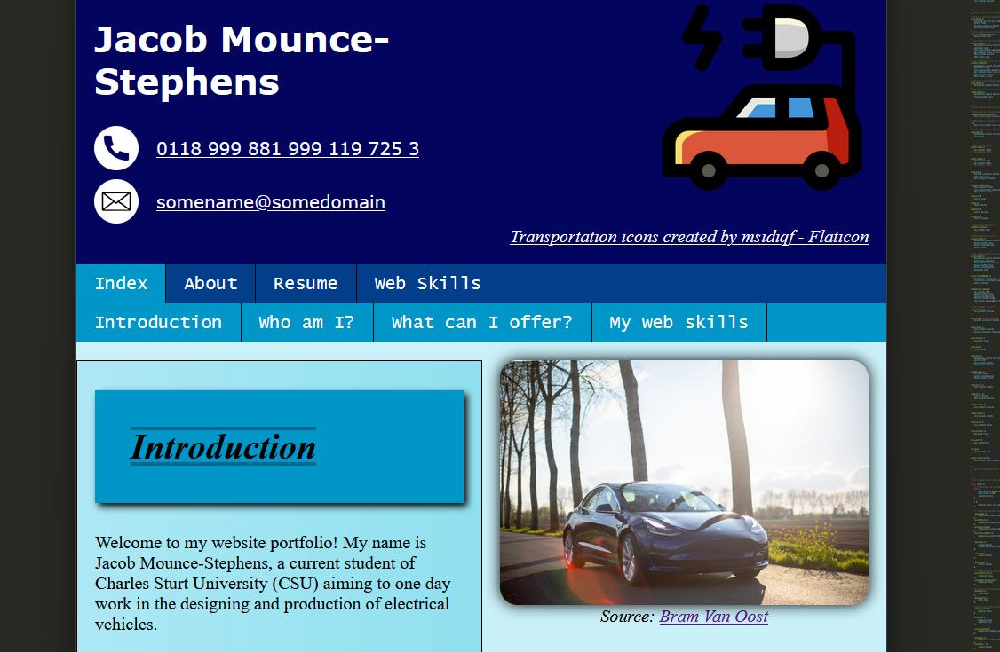 Jacob Mounce-
Stephens
0118 999 881 999 119 725 3
somename@somedomain
Transportation icons created by msidiqf - Flaticon
Index About Resume Web Skills
Introduction Who am I? What can I offer? My web skills
Introduction
Welcome to my website portfolio! My name is
Jacob Mounce-Stephens, a current student of
Charles Sturt University (CSU) aiming to one day
work in the designing and production of electrical
vehicles.
Source: Bram Van Oost